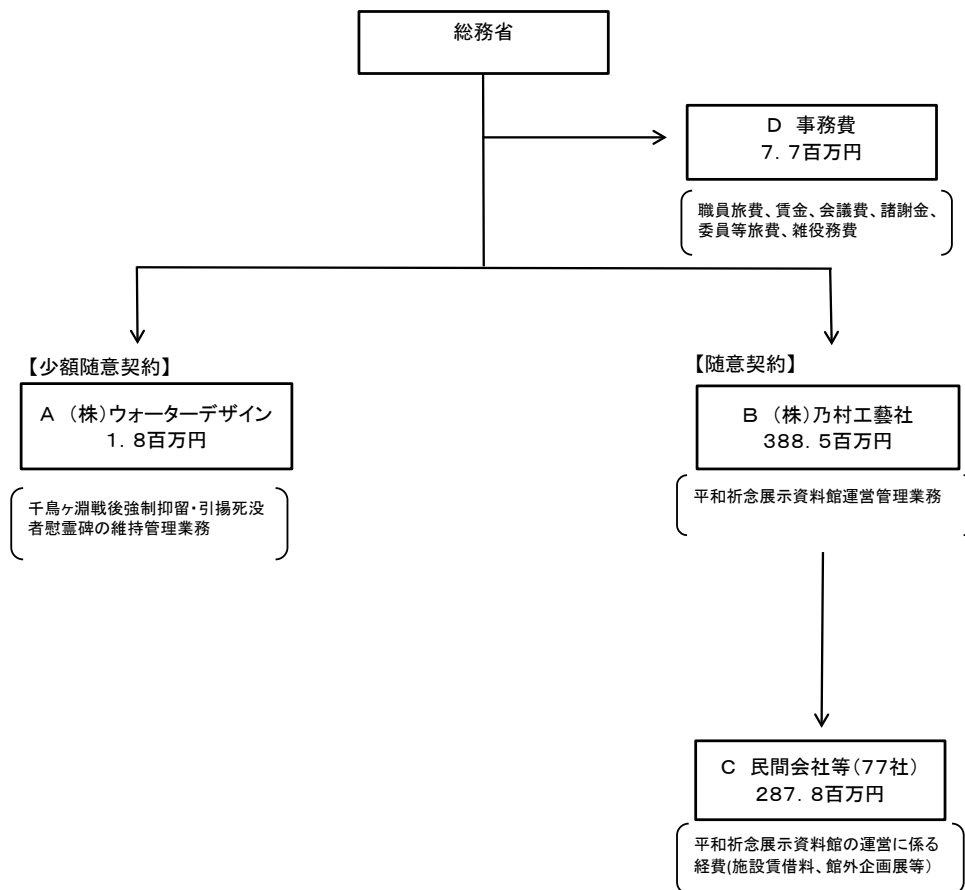 総務省
D　事務費
7．7百万円
職員旅費、賃金、会議費、諸謝金、
委員等旅費、雑役務費
【少額随意契約】
A　（株）ウォーターデザイン
1．8百万円
千鳥ヶ淵戦後強制抑留・引揚死没
者慰霊碑の維持管理業務
【随意契約】
B　（株）乃村工藝社
388．5百万円
平和祈念展示資料館運営管理業務
C　民間会社等（77社）
287．8百万円
平和祈念展示資料館の運営に係る
経費(施設賃借料、館外企画展等）